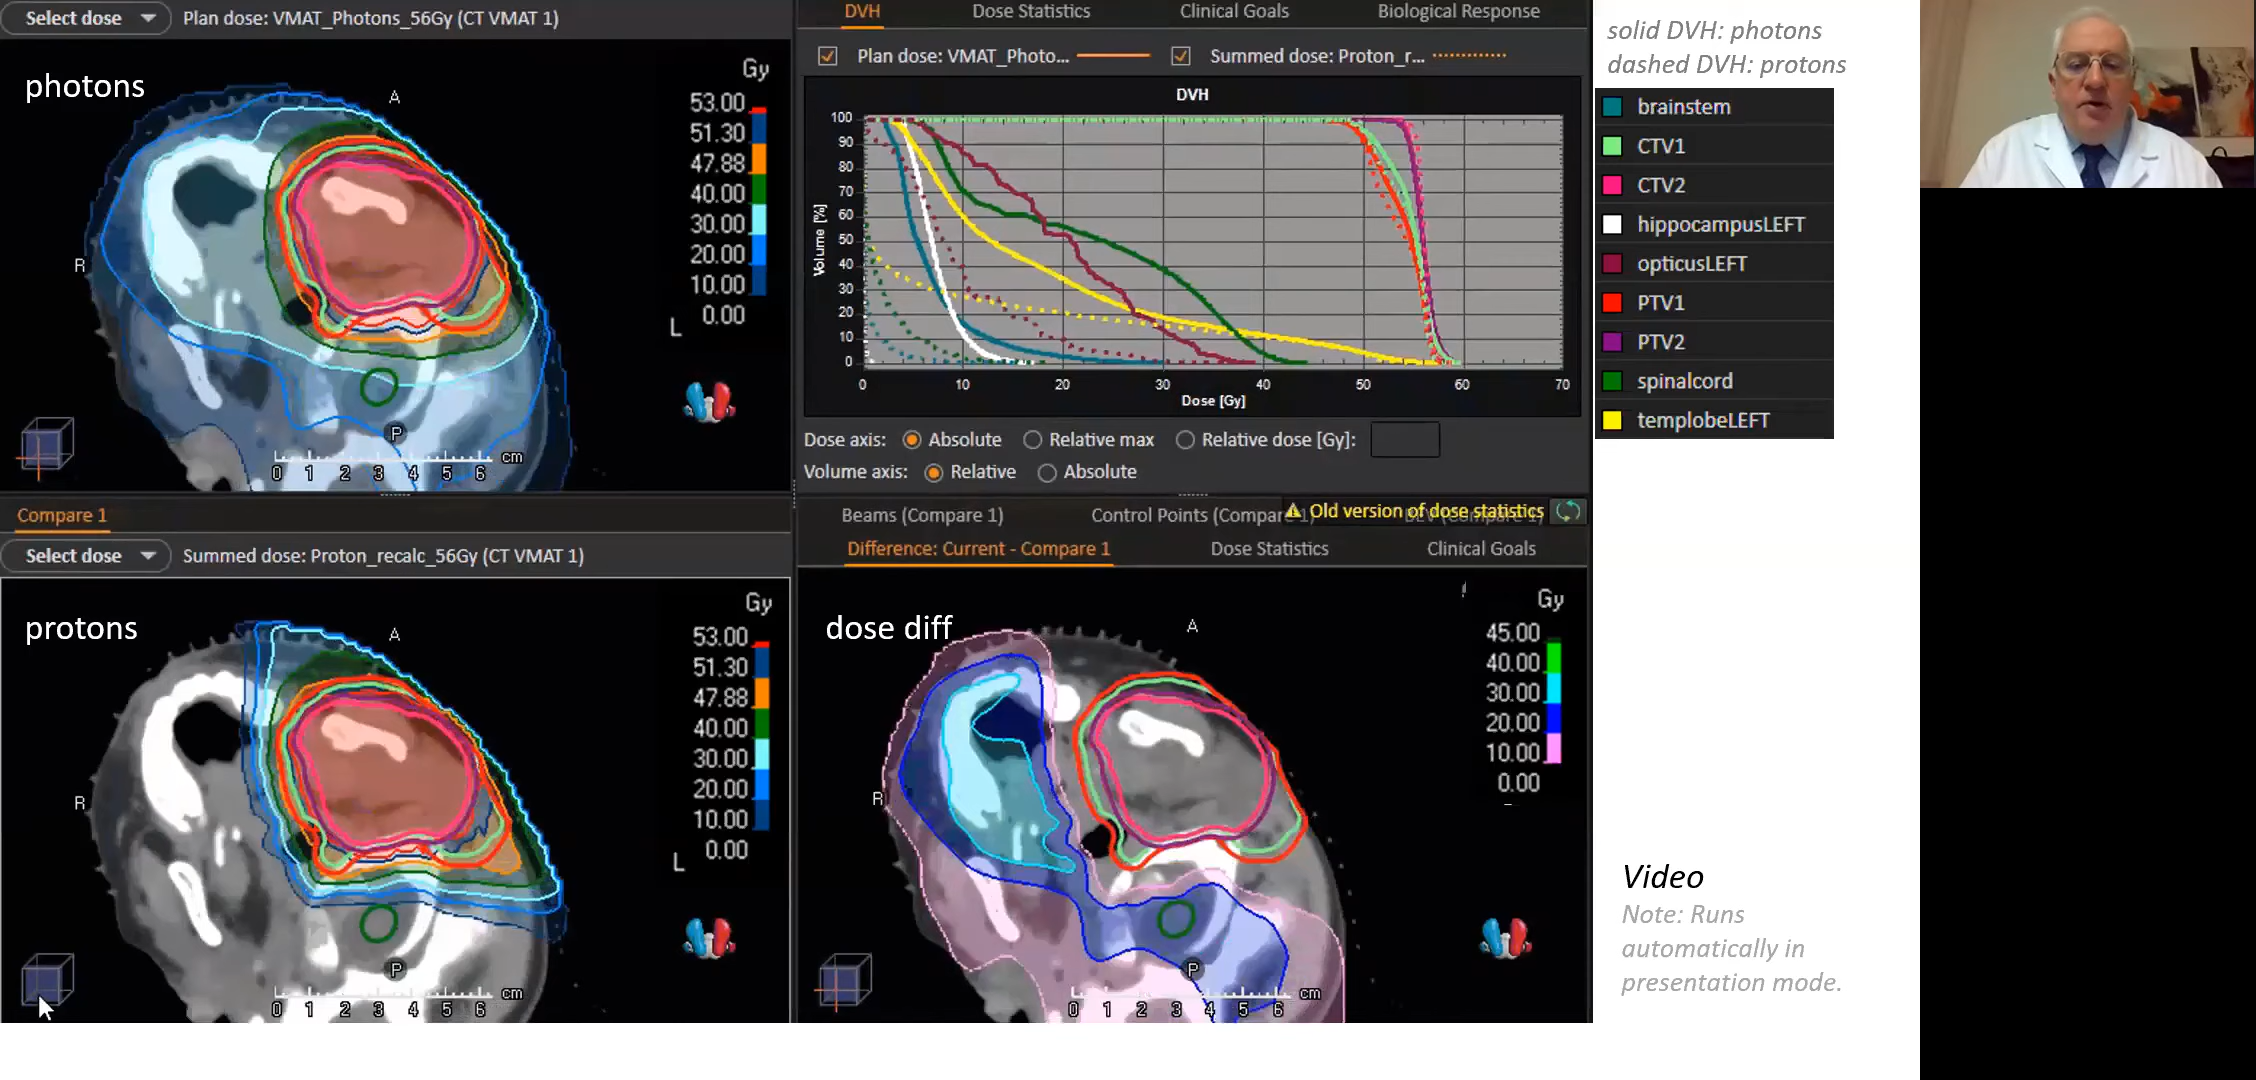 Select dose
Plan dose: VMAT_Photons_56Gy (CT VMAT 1)
photons
Gy
53.00
51.30
47.88
40.00
30.00
20.00
10.00
0.00
A
R
L
P
cm
0 1 2 3 4 5 6
DVH Dose Statistics Clinical Goals Biological Response
Plan dose: VMAT_Photo... Summed dose: Proton_r...
DVH
Volume [%]
100
90
80
70
60
50
40
30
20
10
0
0 10 20 30 40 50 60 70
Dose [Gy]
Dose axis: Absolute Relative max Relative dose [Gy]:
Volume axis: Relative Absolute
solid DVH: photons
dashed DVH: protons
brainstem
CTV1
CTV2
hippocampusLEFT
opticusLEFT
PTV1
PTV2
spinalcord
templobeLEFT
Compare 1
Select dose
Summed dose: Proton_recalc_56Gy (CT VMAT 1)
protons
Gy
53.00
51.30
47.88
40.00
30.00
20.00
10.00
0.00
A
R
L
P
cm
0 1 2 3 4 5 6
Beams (Compare 1) Control Points (Compare 1)
Old version of dose statistics
Difference: Current - Compare 1 Dose Statistics Clinical Goals
dose diff
Gy
45.00
40.00
30.00
20.00
10.00
0.00
A
R
P
cm
0 1 2 3 4 5 6
Video
Note: Runs
automatically in
presentation mode.